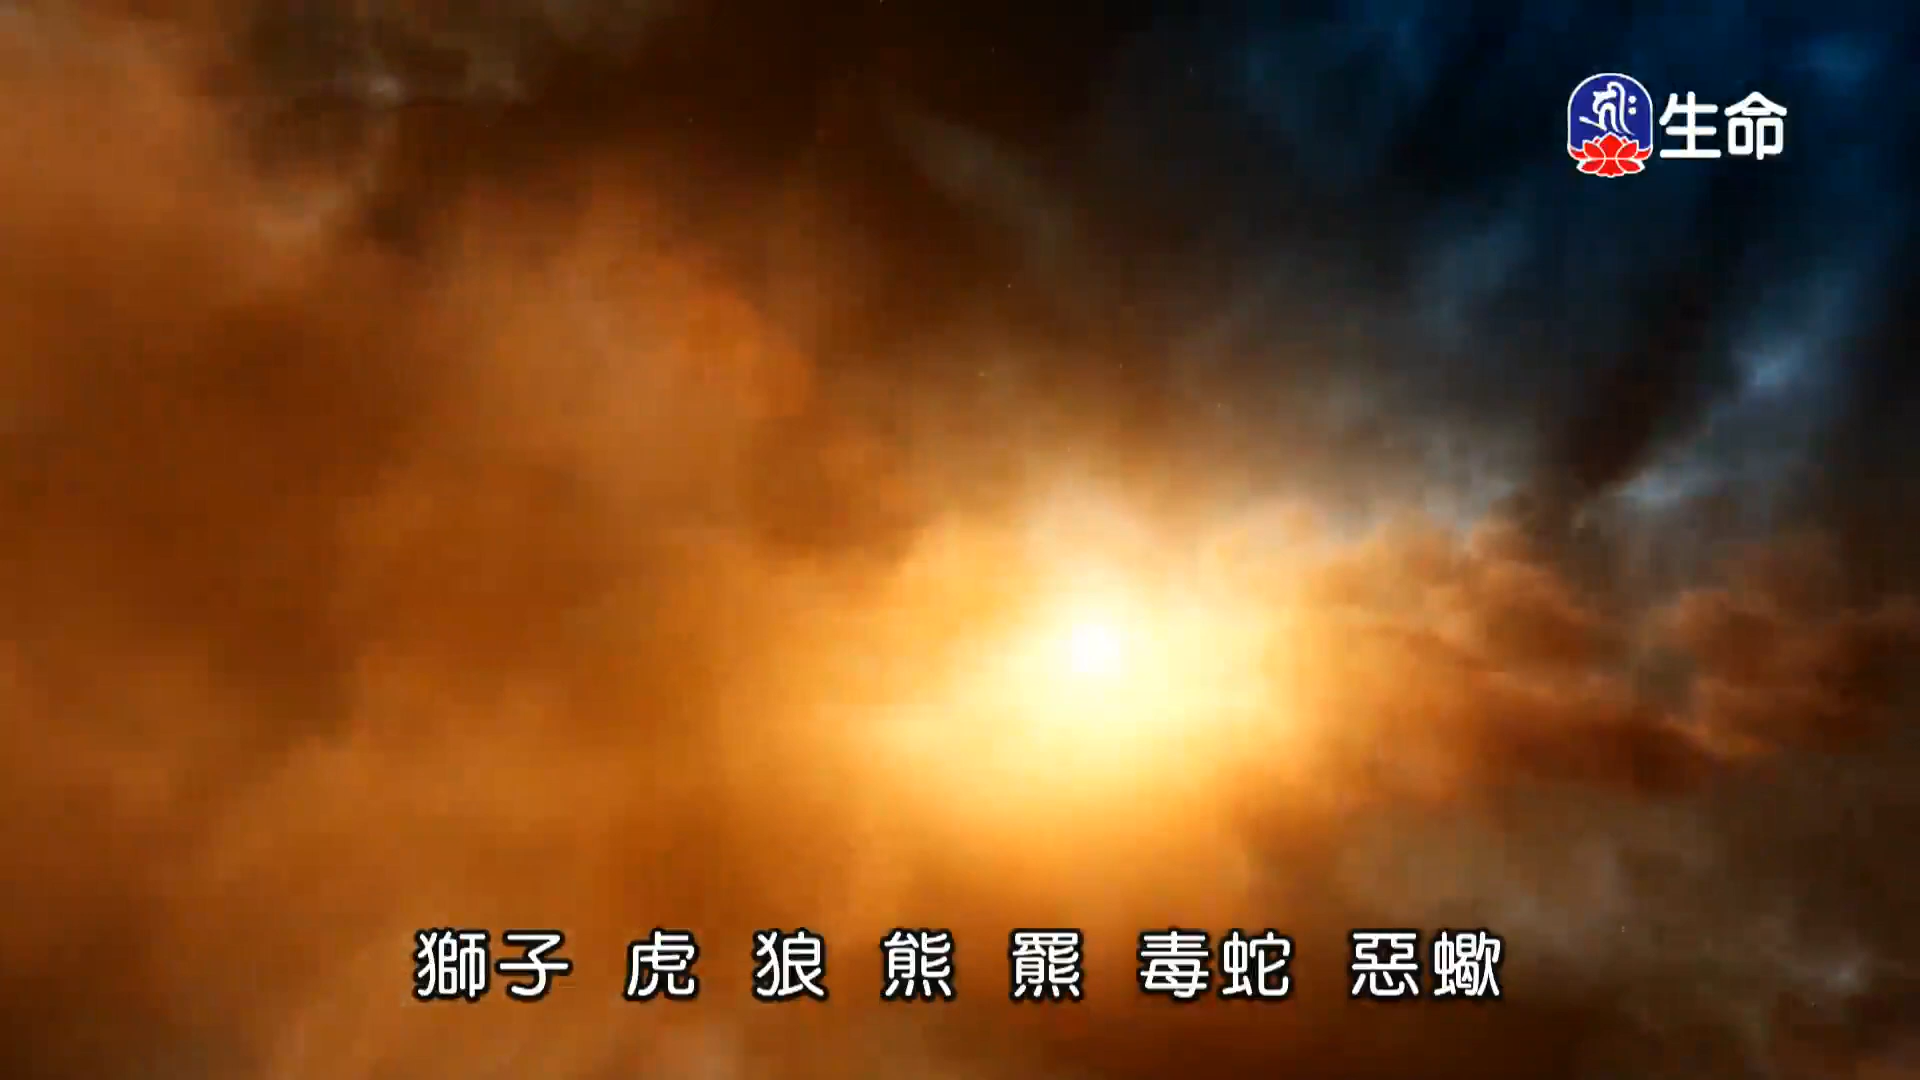 生命
獅子 虎 狼 熊 羆 毒蛇 惡蠍